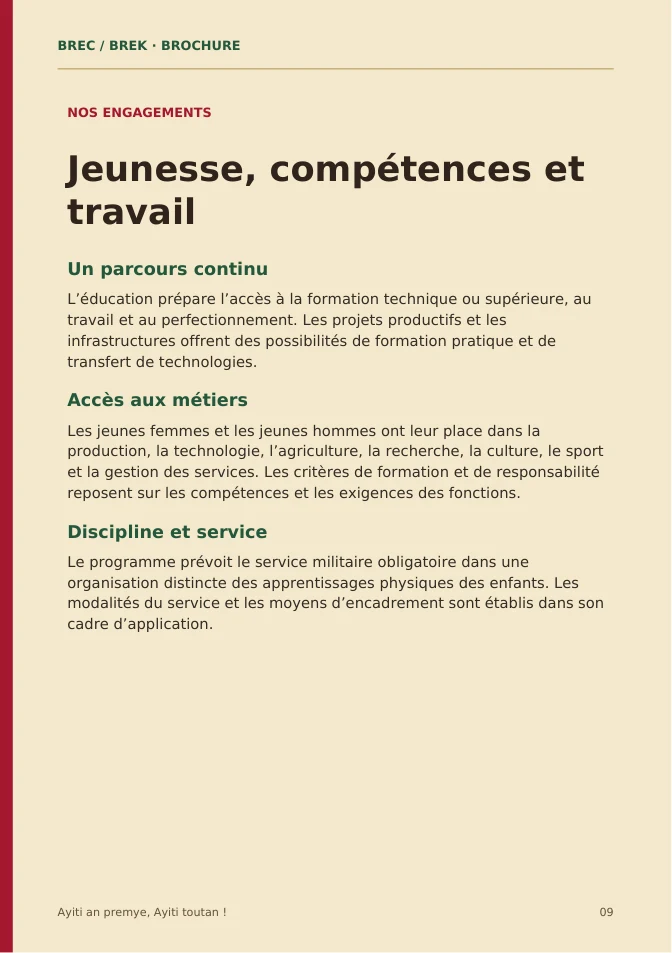 BREC / BREK · BROCHURE
NOS ENGAGEMENTS
Jeunesse, compétences et
travail
Un parcours continu
L’éducation prépare l’accès à la formation technique ou supérieure, au
travail et au perfectionnement. Les projets productifs et les
infrastructures offrent des possibilités de formation pratique et de
transfert de technologies.
Accès aux métiers
Les jeunes femmes et les jeunes hommes ont leur place dans la
production, la technologie, l’agriculture, la recherche, la culture, le sport
et la gestion des services. Les critères de formation et de responsabilité
reposent sur les compétences et les exigences des fonctions.
Discipline et service
Le programme prévoit le service militaire obligatoire dans une
organisation distincte des apprentissages physiques des enfants. Les
modalités du service et les moyens d’encadrement sont établis dans son
cadre d’application.
Ayiti an premye, Ayiti toutan !
09